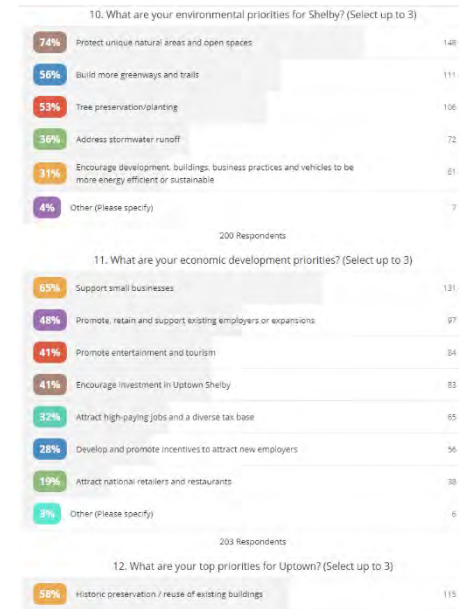 10. What are your environmental priorities for Shelby? (Select up to 3)
74% Protect unique natural areas and open spaces 148
56% Build more greenways and trails 111
53% Tree preservation/planting 106
36% Address stormwater runoff 72
31% Encourage development, buildings, business practices and vehicles to be
more energy efficient or sustainable 61
4% Other (Please specify) 7
200 Respondents
11. What are your economic development priorities? (Select up to 3)
65% Support small businesses 131
48% Promote, retain and support existing employers or expansions 97
41% Promote entertainment and tourism 84
41% Encourage investment in Uptown Shelby 83
32% Attract high-paying jobs and a diverse tax base 65
28% Develop and promote incentives to attract new employers 56
19% Attract national retailers and restaurants 38
3% Other (Please specify) 6
203 Respondents
12. What are your top priorities for Uptown? (Select up to 3)
58% Historic preservation / reuse of existing buildings 115